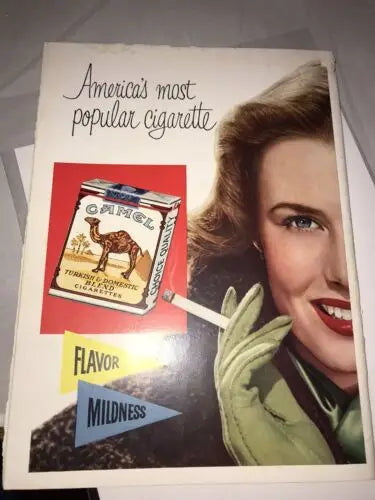 America's most
popular cigarette
CAMEL
TURKISH & DOMESTIC
BLEND
CIGARETTES
CHOICE QUALITY
FLAVOR
MILDNESS